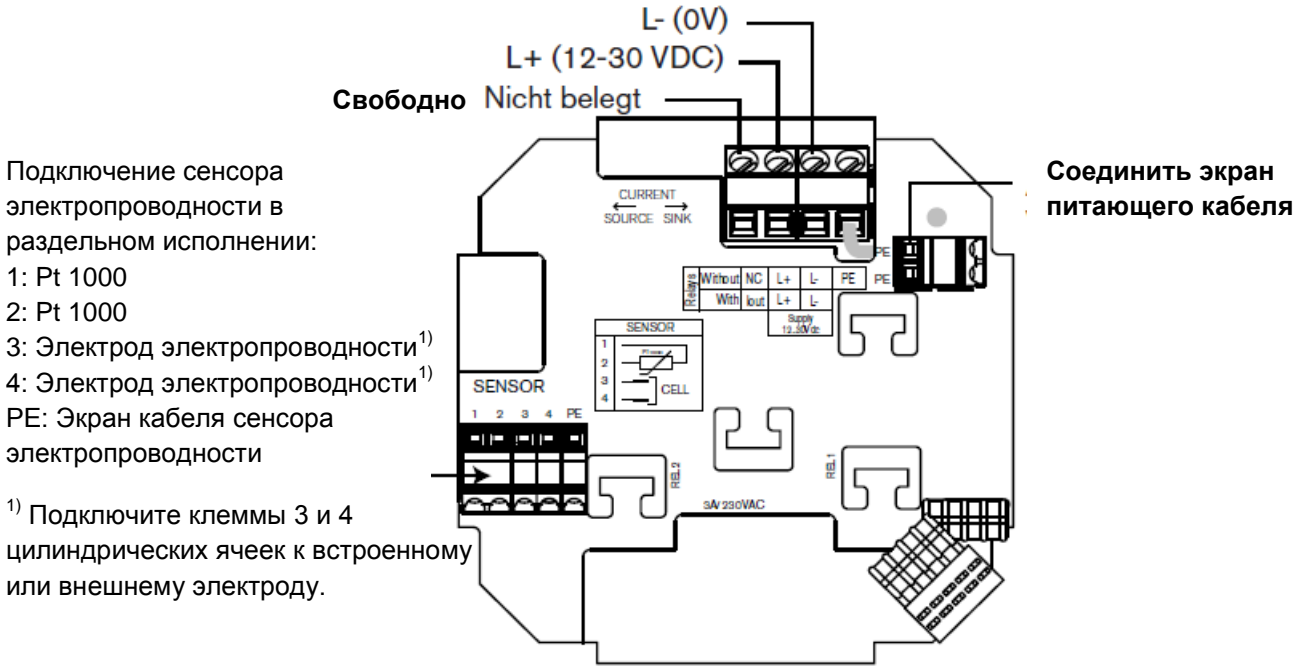 L- (0V)
L+ (12-30 VDC)
Свободно Nicht belegt
Подключение сенсора
электропроводности в
раздельном исполнении:
1: Pt 1000
2: Pt 1000
3: Электрод электропроводности1)
4: Электрод электропроводности1)
PE: Экран кабеля сенсора
электропроводности
1) Подключите клеммы 3 и 4
цилиндрических ячеек к встроенному
или внешнему электроду.
CURRENT
SOURCE SINK
Соединить экран
питающего кабеля
PE
PE
Relays
Without NC L+ L- PE
With Iout L+ L-
Supply
12..30Vdc
SENSOR
1
2
3
4
CELL
SENSOR
1 2 3 4 PE
REL2
REL1
3A/230VAC